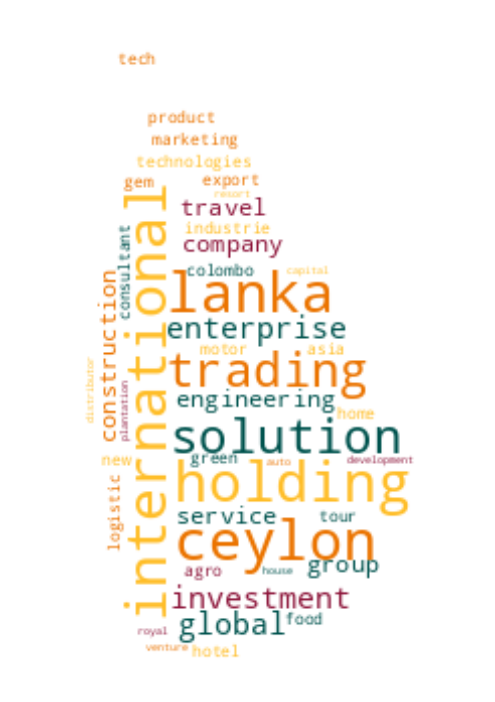 tech
product
marketing
technologies
gem export
resort
travel
industrie
company
consultant
international
colombo capital
lanka
construction
enterprise
motor asia
trading
distributor
plantation
engineering
home
solution
new green auto development
holding
logistic
service tour
ceylon
agro house group
investment
global food
royal
venture hotel